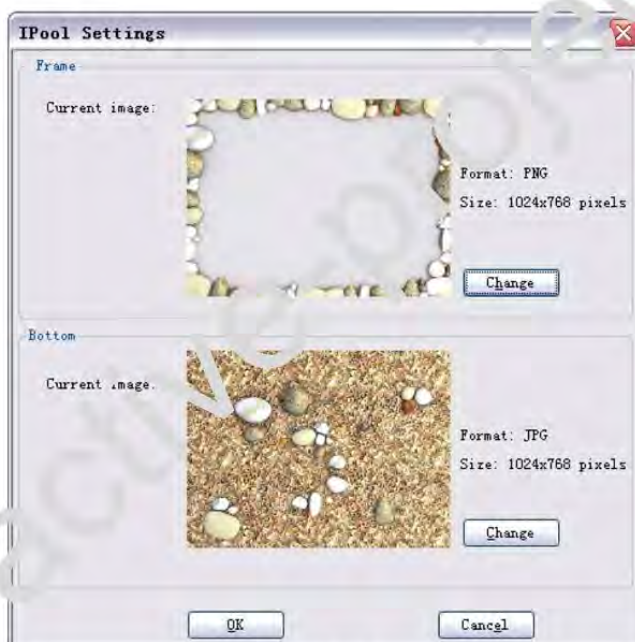 IPool Settings
Frame
Current image:
Format: PNG
Size: 1024x768 pixels
Change
Bottom
Current image.
Format: JPG
Size: 1024x768 pixels
Change
OK
Cancel